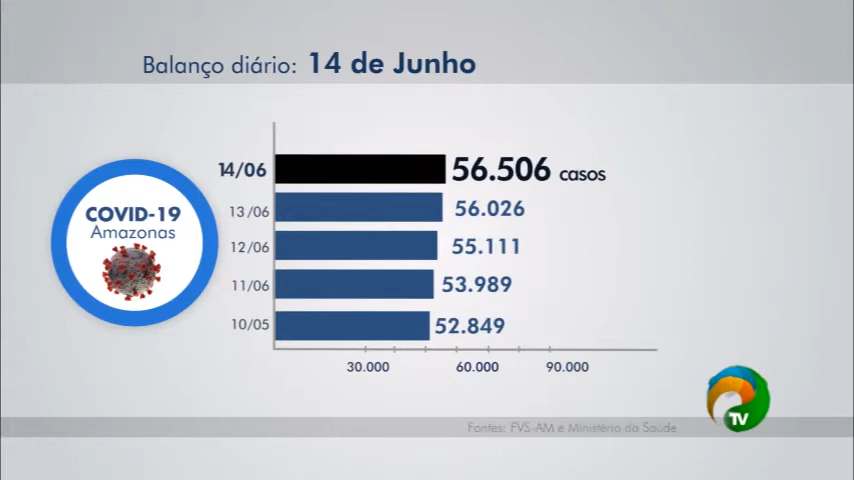 Balanço diário: 14 de Junho
14/06 56.506 casos
13/06 56.026
12/06 55.111
11/06 53.989
10/05 52.849
COVID-19
Amazonas
30.000 60.000 90.000
TV
Fontes: FVS-AM e Ministério da Saúde